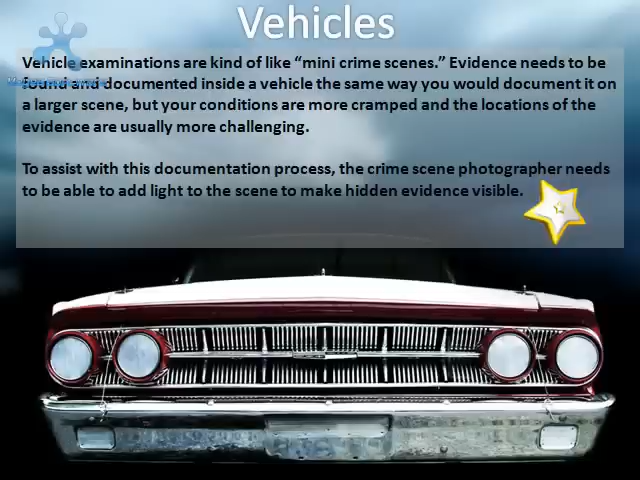 Vehicles
Vehicle examinations are kind of like “mini crime scenes.” Evidence needs to be
found and documented inside a vehicle the same way you would document it on
a larger scene, but your conditions are more cramped and the locations of the
evidence are usually more challenging.
To assist with this documentation process, the crime scene photographer needs
to be able to add light to the scene to make hidden evidence visible.